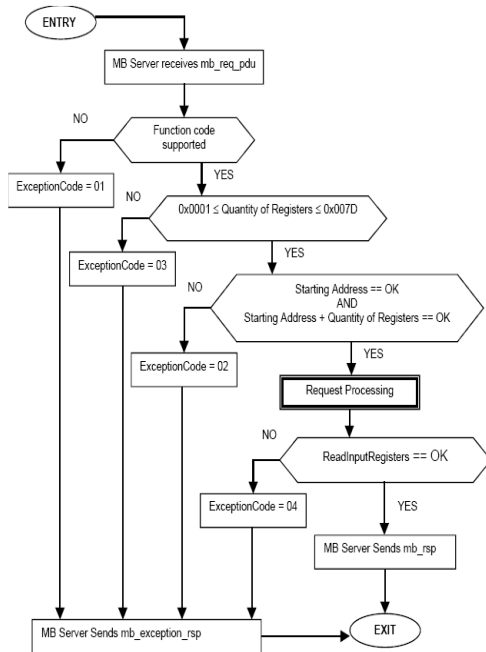 ENTRY
MB Server receives mb_req_pdu
NO
Function code
supported
YES
ExceptionCode = 01
NO
0x0001 ≤ Quantity of Registers ≤ 0x007D
YES
ExceptionCode = 03
NO
Starting Address == OK
AND
Starting Address + Quantity of Registers == OK
YES
ExceptionCode = 02
Request Processing
NO
ReadInputRegisters == OK
YES
ExceptionCode = 04
MB Server Sends mb_rsp
MB Server Sends mb_exception_rsp
EXIT